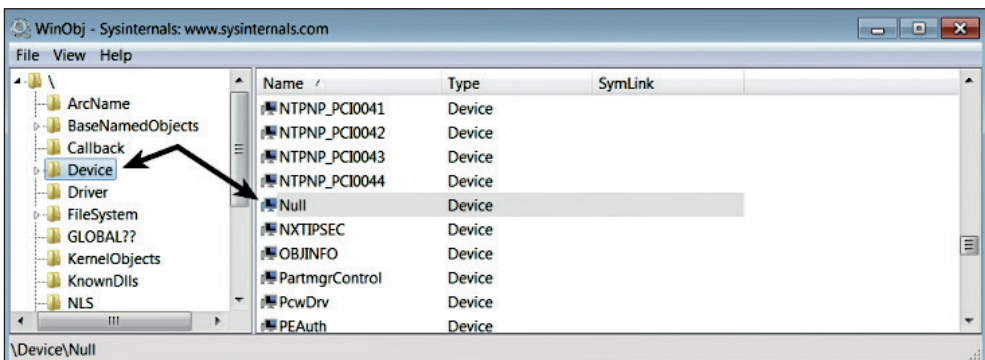 WinObj - Sysinternals: www.sysinternals.com
File View Help
\
ArcName
BaseNamedObjects
Callback
Device
Driver
FileSystem
GLOBAL??
KernelObjects
KnownDlls
NLS
Name Type SymLink
NTPNP_PCI0041 Device
NTPNP_PCI0042 Device
NTPNP_PCI0043 Device
NTPNP_PCI0044 Device
Null Device
NXTIPSEC Device
OBJINFO Device
PartmgrControl Device
PcwDrv Device
PEAuth Device
\Device\Null